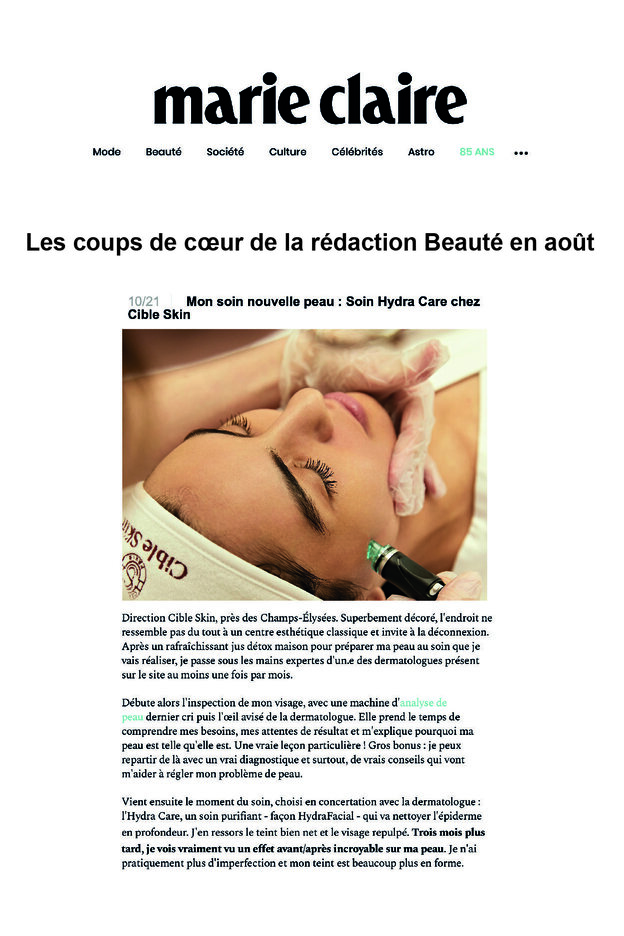 marie claire
Mode Beauté Société Culture Célébrités Astro 85 ANS •••
Les coups de cœur de la rédaction Beauté en août
10/21 Mon soin nouvelle peau : Soin Hydra Care chez
Cible Skin
Cible Skin
Direction Cible Skin, près des Champs-Élysées. Superbement décoré, l'endroit ne
ressemble pas du tout à un centre esthétique classique et invite à la déconnexion.
Après un rafraîchissant jus détox maison pour préparer ma peau au soin que je
vais réaliser, je passe sous les mains expertes d'un.e des dermatologues présent
sur le site au moins une fois par mois.
Débute alors l'inspection de mon visage, avec une machine d'analyse de
peau dernier cri puis l'œil avisé de la dermatologue. Elle prend le temps de
comprendre mes besoins, mes attentes de résultat et m'explique pourquoi ma
peau est telle qu'elle est. Une vraie leçon particulière ! Gros bonus : je peux
repartir de là avec un vrai diagnostique et surtout, de vrais conseils qui vont
m'aider à régler mon problème de peau.
Vient ensuite le moment du soin, choisi en concertation avec la dermatologue :
l'Hydra Care, un soin purifiant - façon HydraFacial - qui va nettoyer l'épiderme
en profondeur. J'en ressors le teint bien net et le visage repulpé. Trois mois plus
tard, je vois vraiment vu un effet avant/après incroyable sur ma peau. Je n'ai
pratiquement plus d'imperfection et mon teint est beaucoup plus en forme.